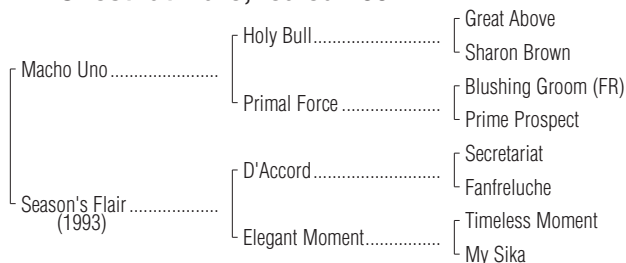 Holy Bull
Great Above
Sharon Brown
Macho Uno
Primal Force
Blushing Groom (FR)
Prime Prospect
D'Accord
Secretariat
Fanfreluche
Season's Flair
(1993)
Elegant Moment
Timeless Moment
My Sika